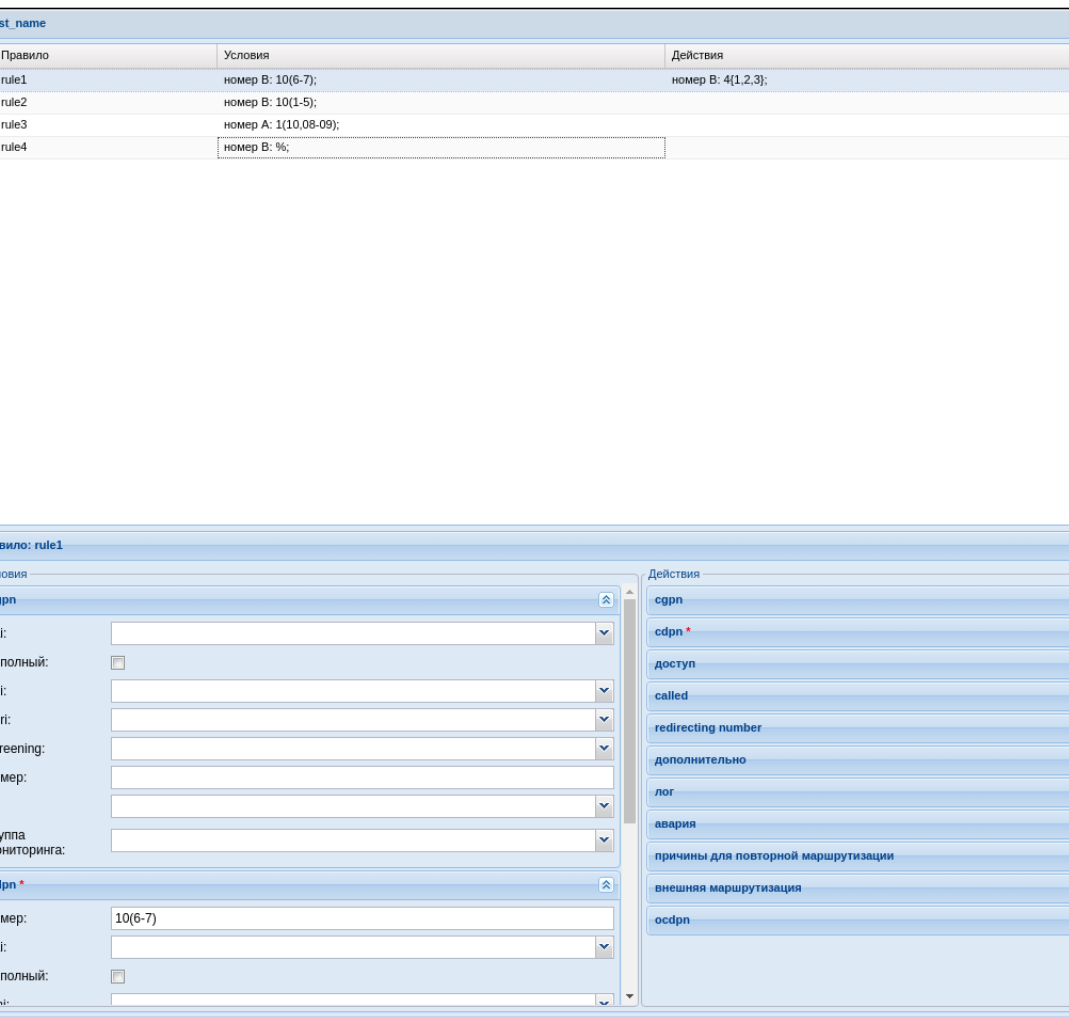 st_name
Правило Условия Действия
rule1 номер B: 10(6-7); номер B: 4{1,2,3};
rule2 номер B: 10(1-5);
rule3 номер A: 1(10,08-09);
rule4 номер B: %;
вило: rule1
овия Действия
pn cgpn
i:
cdpn *
полный: доступ
i: called
ri: redirecting number
reening: дополнительно
мер: лог
авария
уппа
ниторинга:
причины для повторной маршрутизации
pn * внешняя маршрутизация
мер: 10(6-7) ocdpn
i:
полный: